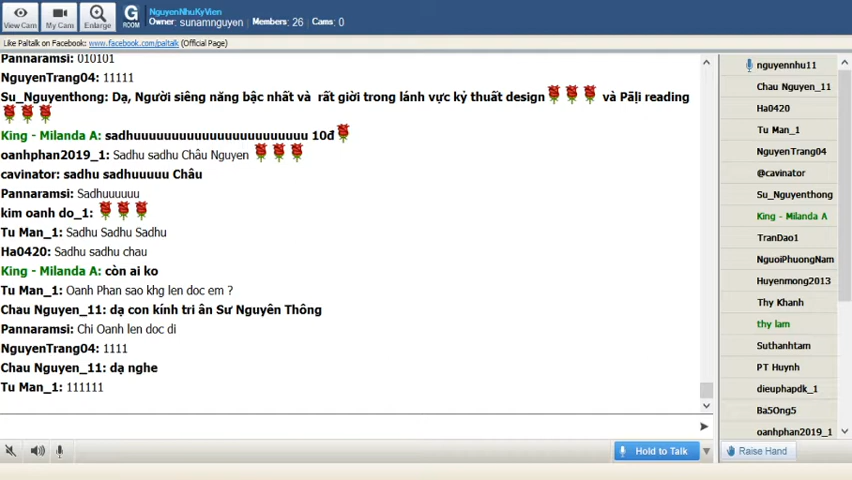 View Cam
My Cam
Enlarge
G
ROOM
NguyenNhuKyVien
Owner: sunamnguyen Members: 26 Cams: 0
Like Paltalk on Facebook: www.facebook.com/paltalk (Official Page)
Pannaramsi: 010101
NguyenTrang04: 11111
Su_Nguyenthong: Dạ, Người siêng năng bậc nhất và rất giời trong lánh vực kỷ thuất design và Pāḷi reading
King - Milanda A: sadhuuuuuuuuuuuuuuuuuuuuuuu 10đ
oanhphan2019_1: Sadhu sadhu Châu Nguyen
cavinator: sadhu sadhuuuuu Châu
Pannaramsi: Sadhuuuuuu
kim oanh do_1:
Tu Man_1: Sadhu Sadhu Sadhu
Ha0420: Sadhu sadhu chau
King - Milanda A: còn ai ko
Tu Man_1: Oanh Phan sao khg len doc em ?
Chau Nguyen_11: dạ con kính tri ân Sư Nguyên Thông
Pannaramsi: Chi Oanh len doc di
NguyenTrang04: 1111
Chau Nguyen_11: dạ nghe
Tu Man_1: 111111
nguyennhu11
Chau Nguyen_11
Ha0420
Tu Man_1
NguyenTrang04
@cavinator
Su_Nguyenthong
King - Milanda A
TranDao1
NguoiPhuongNam
Huyenmong2013
Thy Khanh
thy lam
Suthanhtam
PT Huynh
dieuphapdk_1
Ba5Ong5
oanhphan2019_1
Hold to Talk
Raise Hand